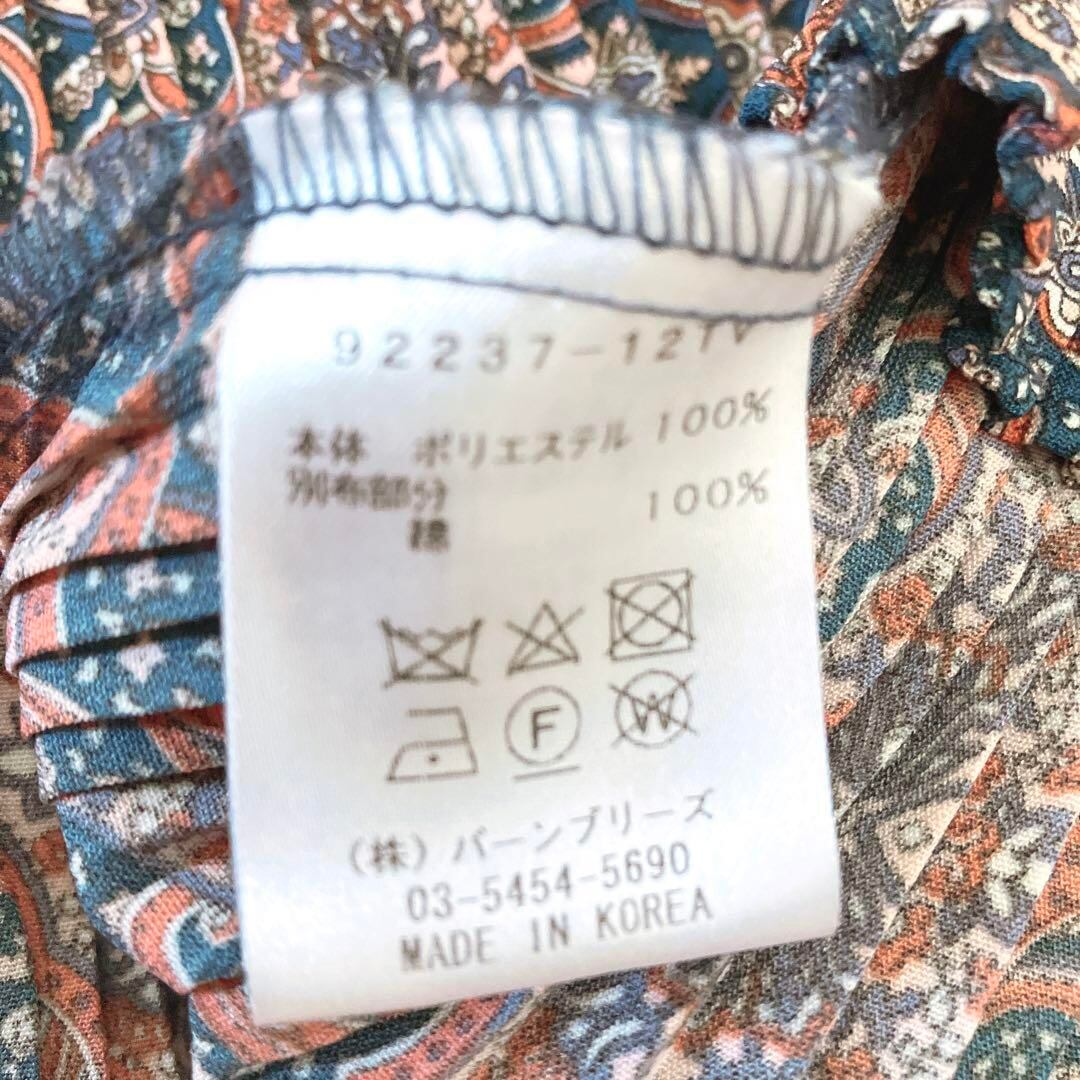 92237-127V
本体 ポリエステル 100%
別布部分
綿 100%
F W
(株) バーンブリーズ
03-5454-5690
MADE IN KOREA